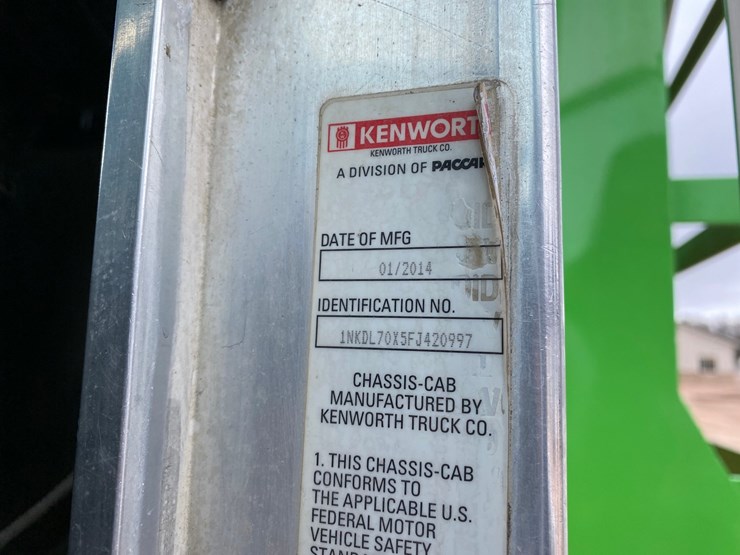 KENWORT
KENWORTH TRUCK CO.
A DIVISION OF PACCAR
DATE OF MFG
01/2014
IDENTIFICATION NO.
1NKDL70X5FJ420997
CHASSIS-CAB
MANUFACTURED BY
KENWORTH TRUCK CO.
1. THIS CHASSIS-CAB
CONFORMS TO
THE APPLICABLE U.S.
FEDERAL MOTOR
VEHICLE SAFETY